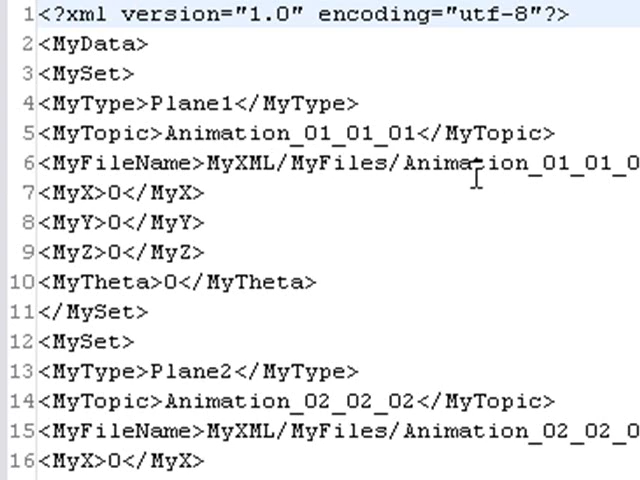 1 <?xml version="1.0" encoding="utf-8"?>
2 <MyData>
3 <MySet>
4 <MyType>Plane1</MyType>
5 <MyTopic>Animation_01_01_01</MyTopic>
6 <MyFileName>MyXML/MyFiles/Animation_01_01_0
7 <MyX>0</MyX>
8 <MyY>0</MyY>
9 <MyZ>0</MyZ>
10 <MyTheta>0</MyTheta>
11 </MySet>
12 <MySet>
13 <MyType>Plane2</MyType>
14 <MyTopic>Animation_02_02_02</MyTopic>
15 <MyFileName>MyXML/MyFiles/Animation_02_02_0
16 <MyX>0</MyX>